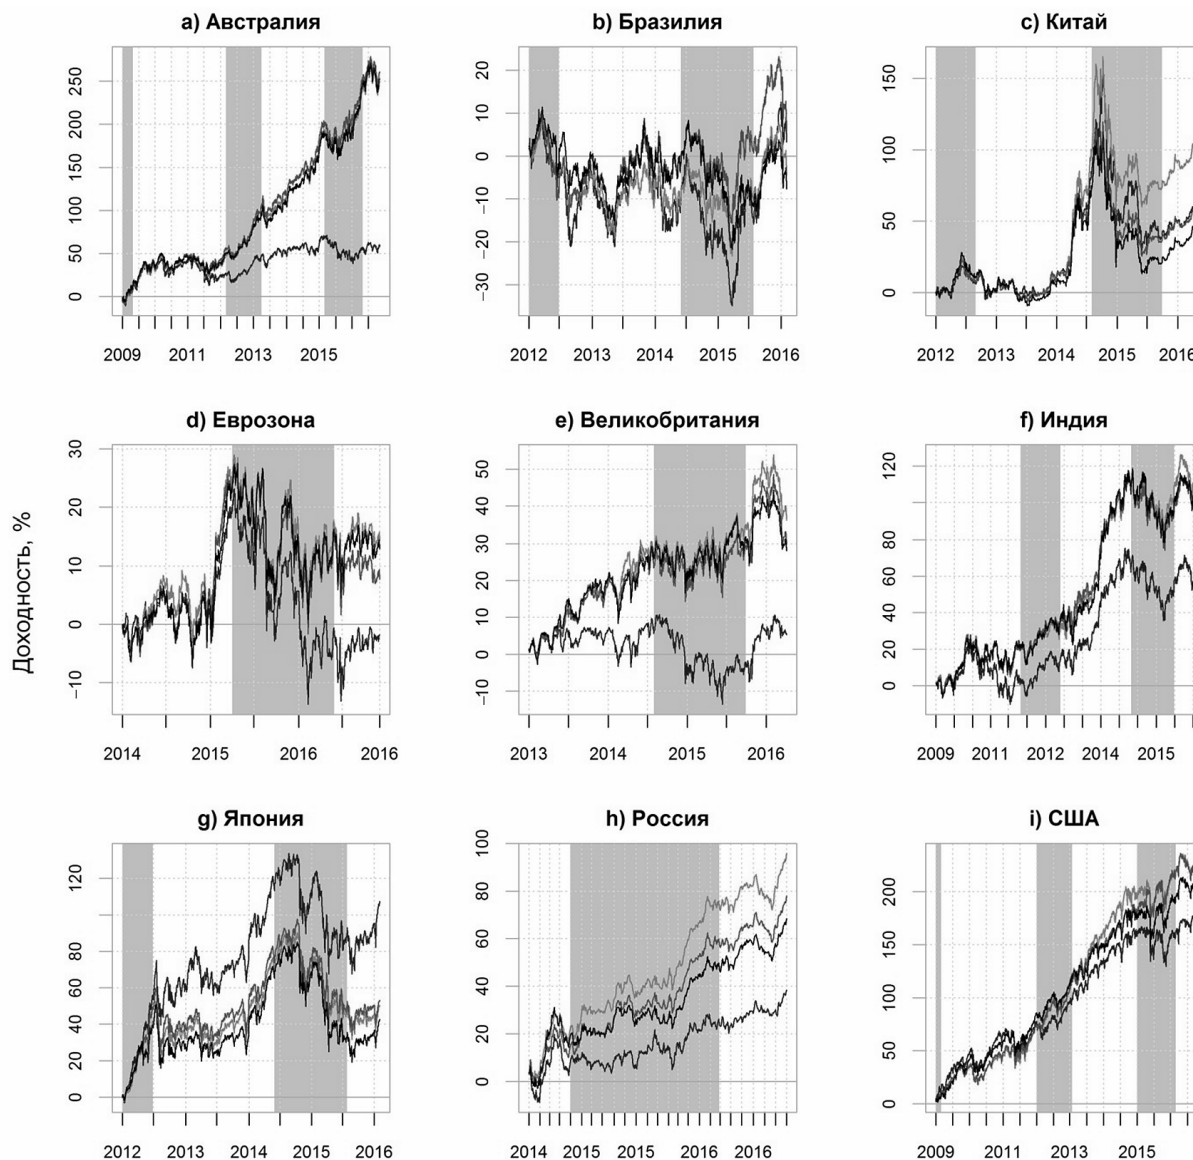 a) Австралия
b) Бразилия
c) Китай
250
200
150
100
50
0
2009 2011 2013 2015
20
10
0
−10
−20
−30
2012 2013 2014 2015 2016
150
100
50
0
2012 2013 2014 2015 2016
Доходность, %
d) Еврозона
e) Великобритания
f) Индия
30
20
10
0
−10
2014 2015 2016 2016
50
40
30
20
10
0
−10
2013 2014 2015 2016
120
100
80
60
40
20
0
2009 2011 2012 2014 2015
g) Япония
h) Россия
i) США
120
80
60
40
20
0
2012 2013 2014 2015 2016
100
80
60
40
20
0
2014 2015 2015 2016 2016
200
150
100
50
0
2009 2011 2013 2015